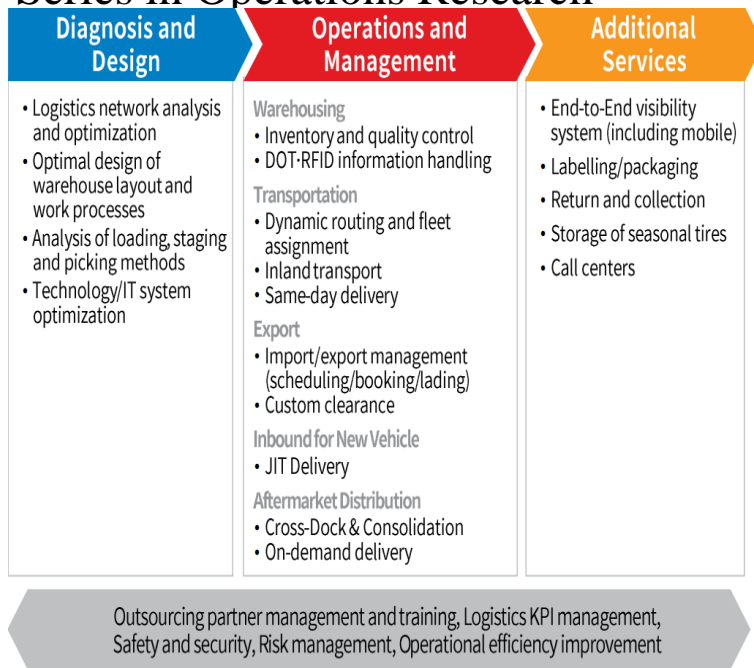 Series in Operations Research
Diagnosis and
Design
• Logistics network analysis
and optimization
• Optimal design of
warehouse layout and
work processes
• Analysis of loading, staging
and picking methods
• Technology/IT system
optimization
Operations and
Management
Warehousing
• Inventory and quality control
• DOT·RFID information handling
Transportation
• Dynamic routing and fleet
assignment
• Inland transport
• Same-day delivery
Export
• Import/export management
(scheduling/booking/lading)
• Custom clearance
Inbound for New Vehicle
• JIT Delivery
Aftermarket Distribution
• Cross-Dock & Consolidation
• On-demand delivery
Additional
Services
• End-to-End visibility
system (including mobile)
• Labelling/packaging
• Return and collection
• Storage of seasonal tires
• Call centers
Outsourcing partner management and training, Logistics KPI management,
Safety and security, Risk management, Operational efficiency improvement